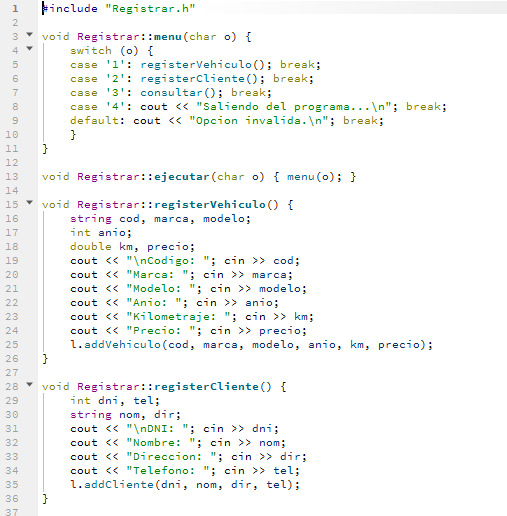 1 #include "Registrar.h"
2
3 void Registrar::menu(char o) {
4     switch (o) {
5     case '1': registerVehiculo(); break;
6     case '2': registerCliente(); break;
7     case '3': consultar(); break;
8     case '4': cout << "Saliendo del programa...\n"; break;
9     default: cout << "Opcion invalida.\n"; break;
10     }
11 }
12
13 void Registrar::ejecutar(char o) { menu(o); }
14
15 void Registrar::registerVehiculo() {
16     string cod, marca, modelo;
17     int anio;
18     double km, precio;
19     cout << "\nCodigo: "; cin >> cod;
20     cout << "Marca: "; cin >> marca;
21     cout << "Modelo: "; cin >> modelo;
22     cout << "Anio: "; cin >> anio;
23     cout << "Kilometraje: "; cin >> km;
24     cout << "Precio: "; cin >> precio;
25     l.addVehiculo(cod, marca, modelo, anio, km, precio);
26 }
27
28 void Registrar::registerCliente() {
29     int dni, tel;
30     string nom, dir;
31     cout << "\nDNI: "; cin >> dni;
32     cout << "Nombre: "; cin >> nom;
33     cout << "Direccion: "; cin >> dir;
34     cout << "Telefono: "; cin >> tel;
35     l.addCliente(dni, nom, dir, tel);
36 }
37